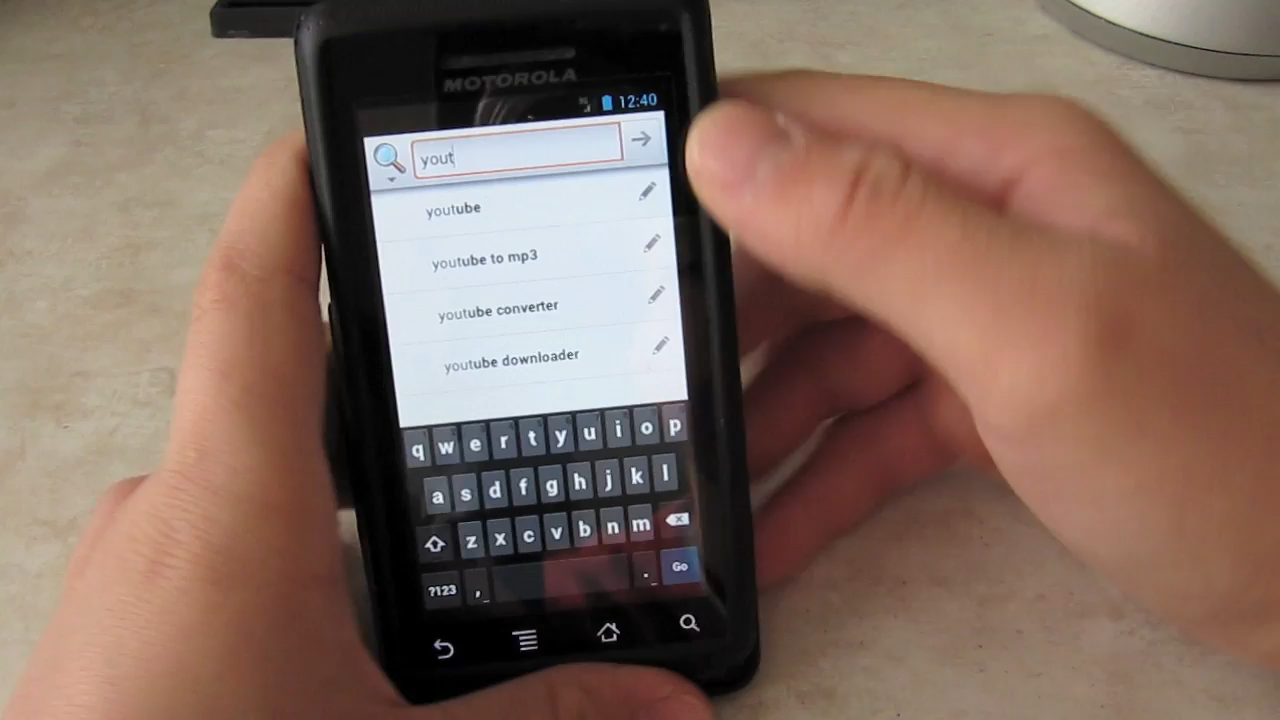 MOTOROLA
12:40
yout
youtube
youtube to mp3
youtube converter
youtube downloader
q w e r t y u i o p
a s d f g h j k l
z x c v b n m
?123 , . Go